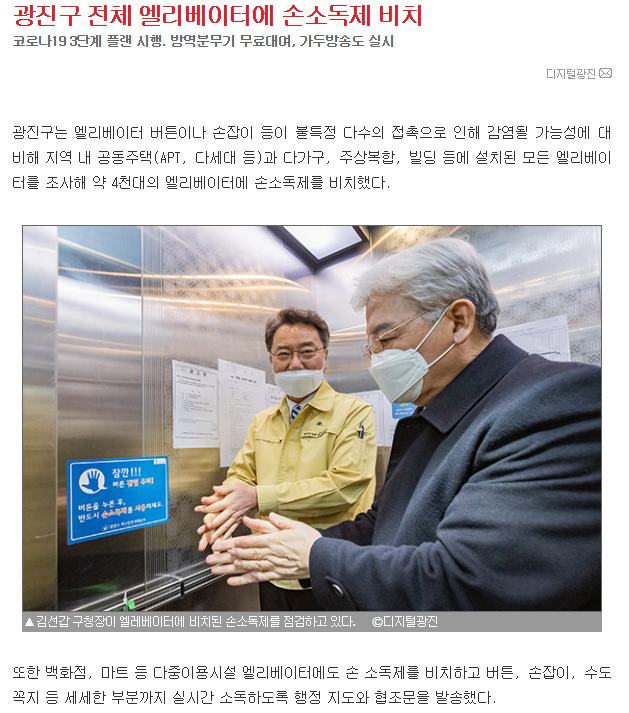 광진구 전체 엘리베이터에 손소독제 비치
코로나19 3단계 플랜 시행. 방역분무기 무료대여, 가두방송도 실시
디지털광진
광진구는 엘리베이터 버튼이나 손잡이 등이 불특정 다수의 접촉으로 인해 감염될 가능성에 대
비해 지역 내 공동주택(APT, 다세대 등)과 다가구, 주상복합, 빌딩 등에 설치된 모든 엘리베이
터를 조사해 약 4천대의 엘리베이터에 손소독제를 비치했다.
잠깐!!!
버튼 감염 주의!
버튼을 누른 후,
반드시 손소독제를 사용하세요.
▲김선갑 구청장이 엘레베이터에 비치된 손소독제를 점검하고 있다. ©디지털광진
또한 백화점, 마트 등 다중이용시설 엘리베이터에도 손 소독제를 비치하고 버튼, 손잡이, 수도
꼭지 등 세세한 부분까지 실시간 소독하도록 행정 지도와 협조문을 발송했다.